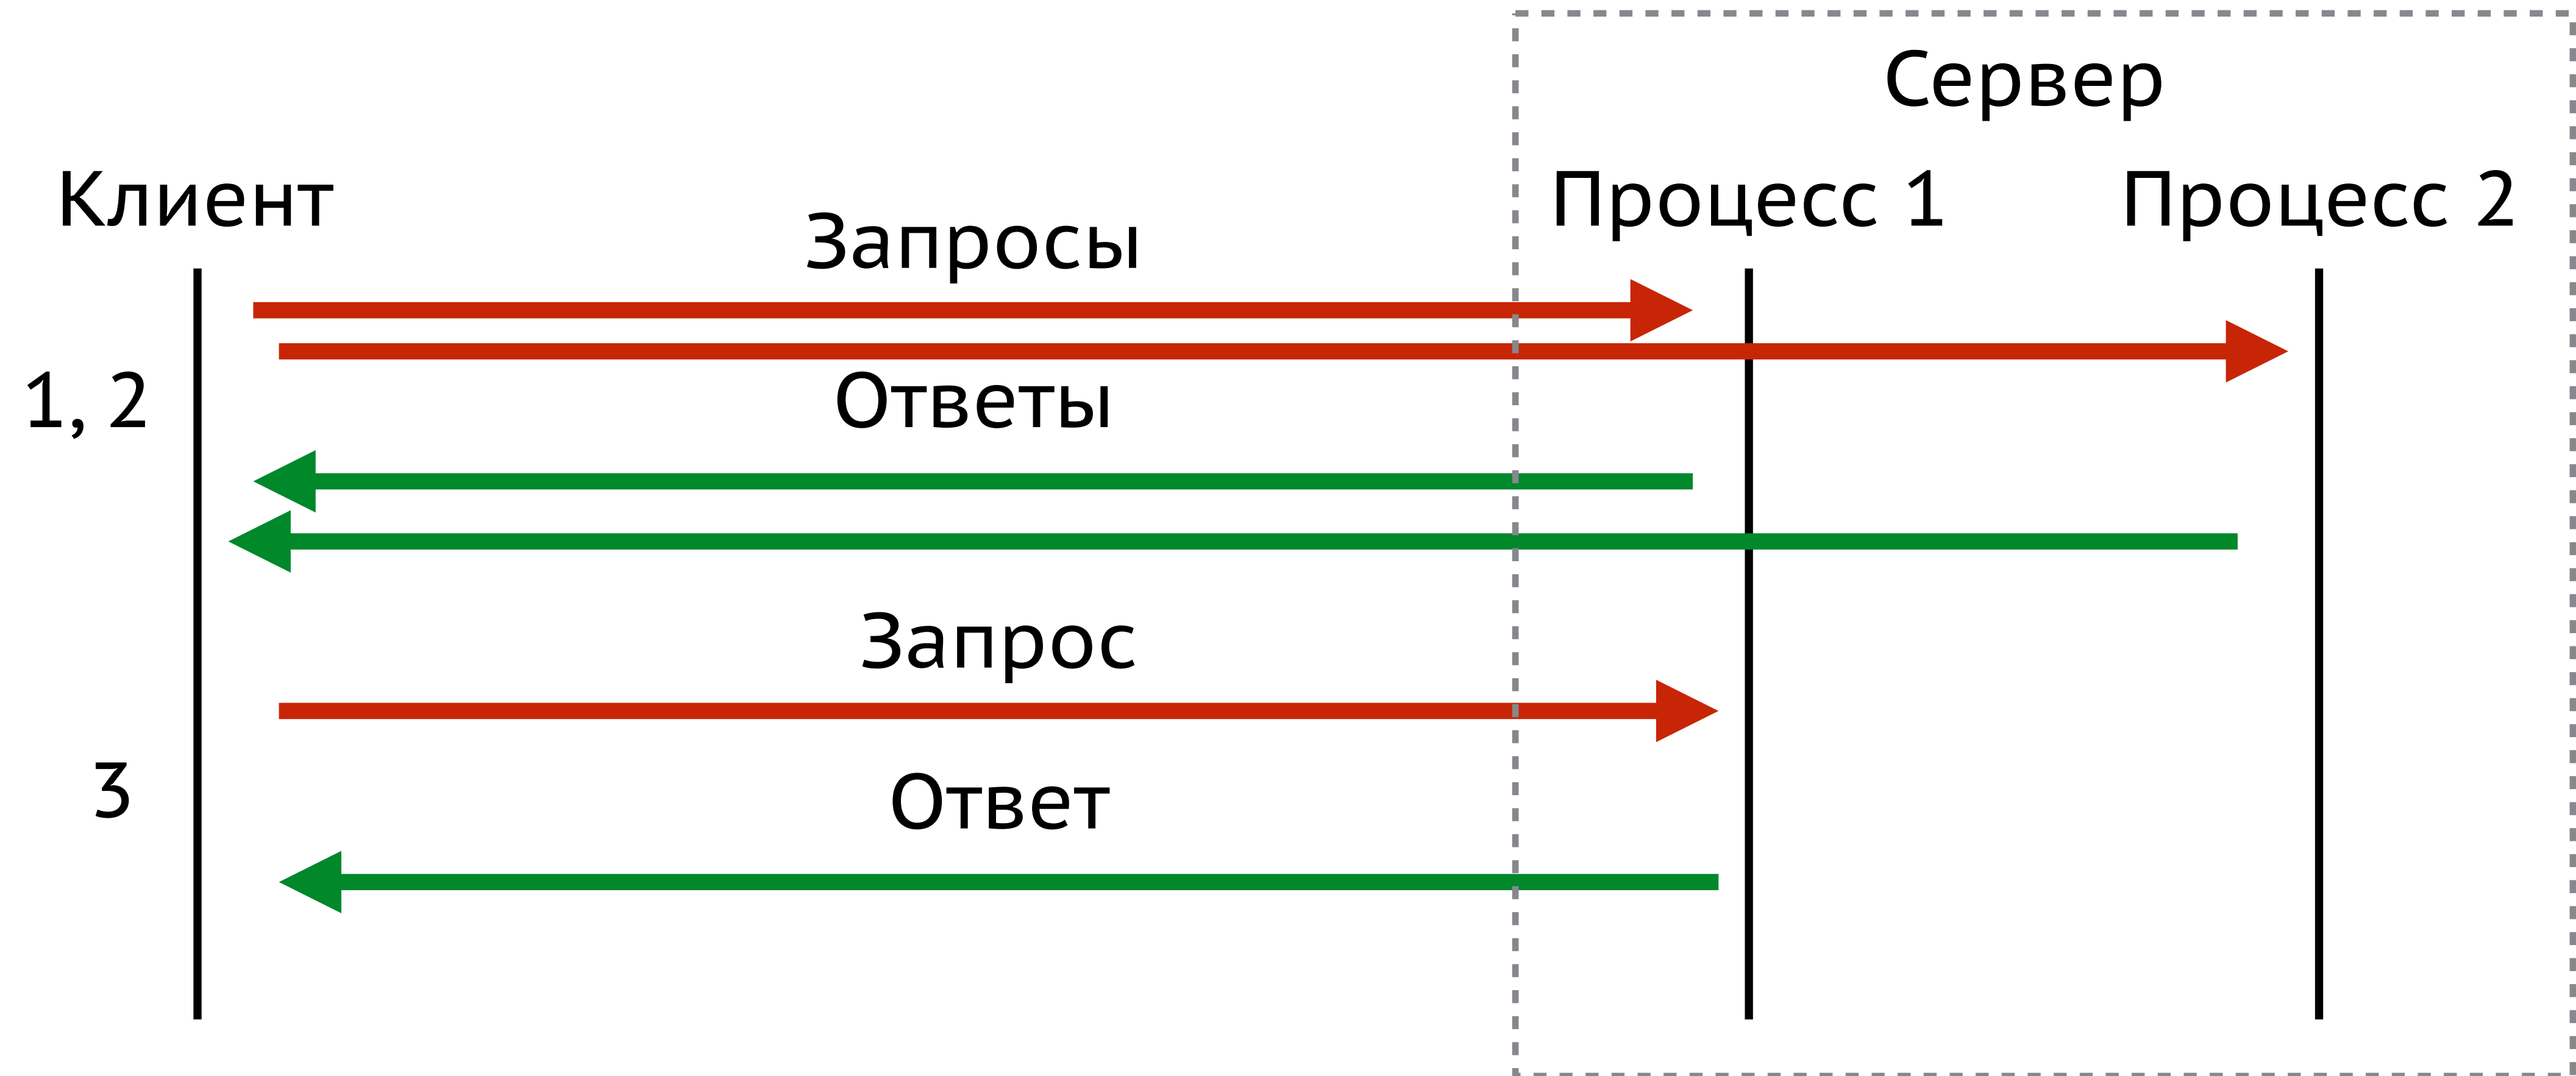 Сервер
Клиент
Процесс 1
Процесс 2
Запросы
1, 2
Ответы
Запрос
3
Ответ